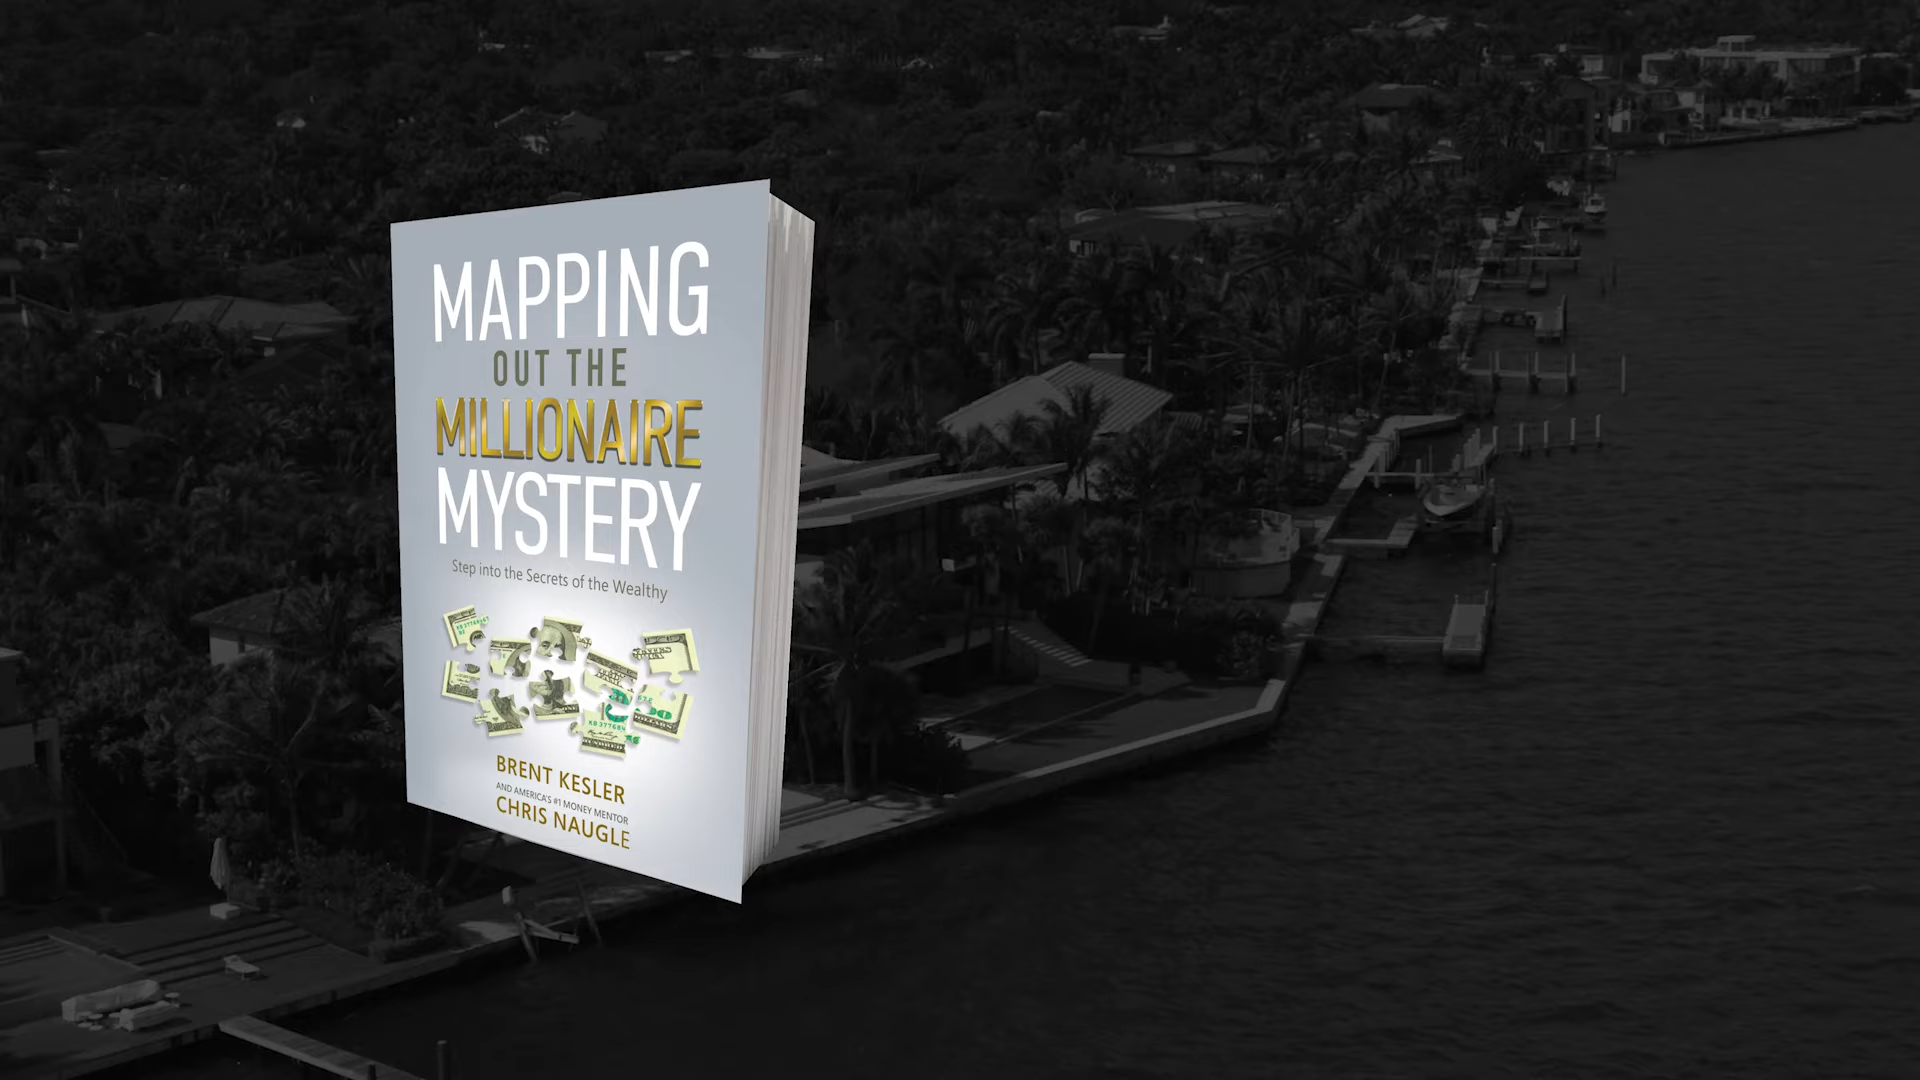 MAPPING
OUT THE
MILLIONAIRE
MYSTERY
Step into the Secrets of the Wealthy
BRENT KESLER
AND AMERICA'S #1 MONEY MENTOR
CHRIS NAUGLE